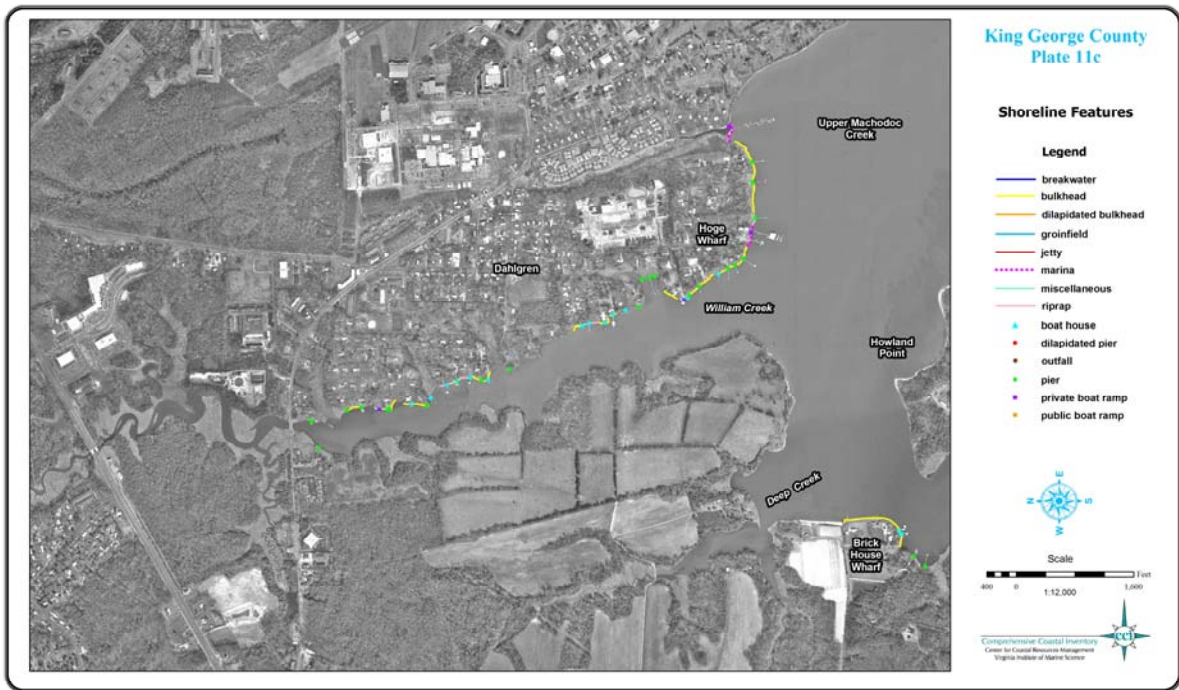 King George County
Plate 11c
Shoreline Features
Legend
breakwater
bulkhead
dilapidated bulkhead
groinfield
jetty
marina
miscellaneous
riprap
boat house
dilapidated pier
outfall
pier
private boat ramp
public boat ramp
Upper Machodoc
Creek
Hoge
Wharf
Dahlgren
William Creek
Howland
Point
Deep Creek
Brick
House
Wharf
E
N S
W
Scale
Feet
400 0 1,600
1:12,000
Comprehensive Coastal Inventory
Center for Coastal Resources Management
Virginia Institute of Marine Science
cci